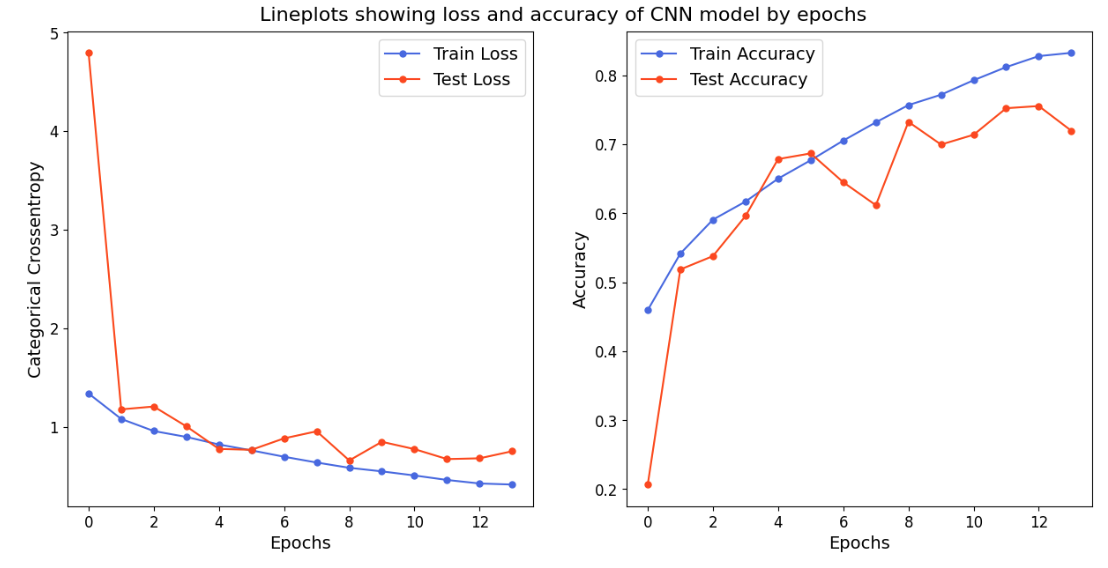 Lineplots showing loss and accuracy of CNN model by epochs
Train Loss
Test Loss
Categorical Crossentropy
5
4
3
2
1
0 2 4 6 8 10 12
Epochs
Train Accuracy
Test Accuracy
Accuracy
0.8
0.7
0.6
0.5
0.4
0.3
0.2
0 2 4 6 8 10 12
Epochs